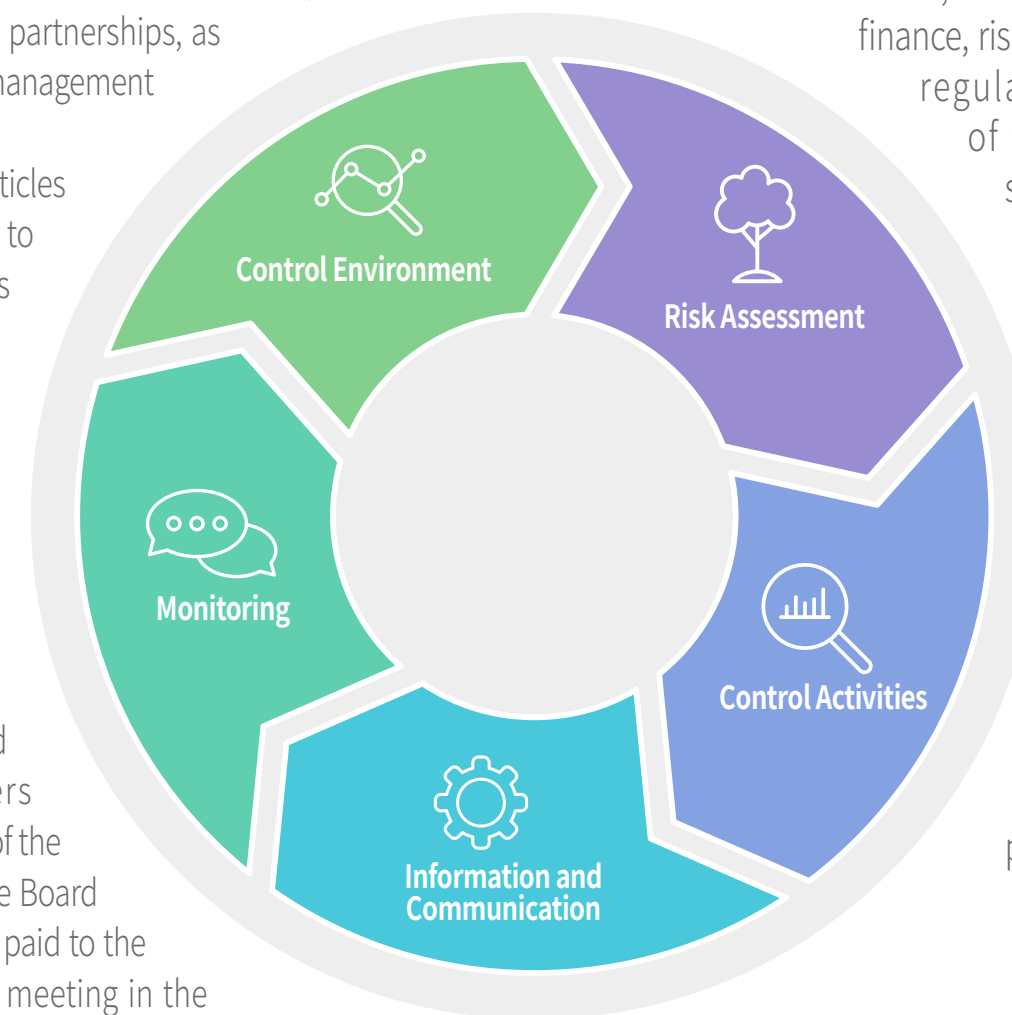 partnerships, as
management
ticles
to
s
finance, ris
regula
of
s
Control Environment
Risk Assessment
Monitoring
Control Activities
Information and
Communication
d
ers
of the
e Board
paid to the
meeting in the
p